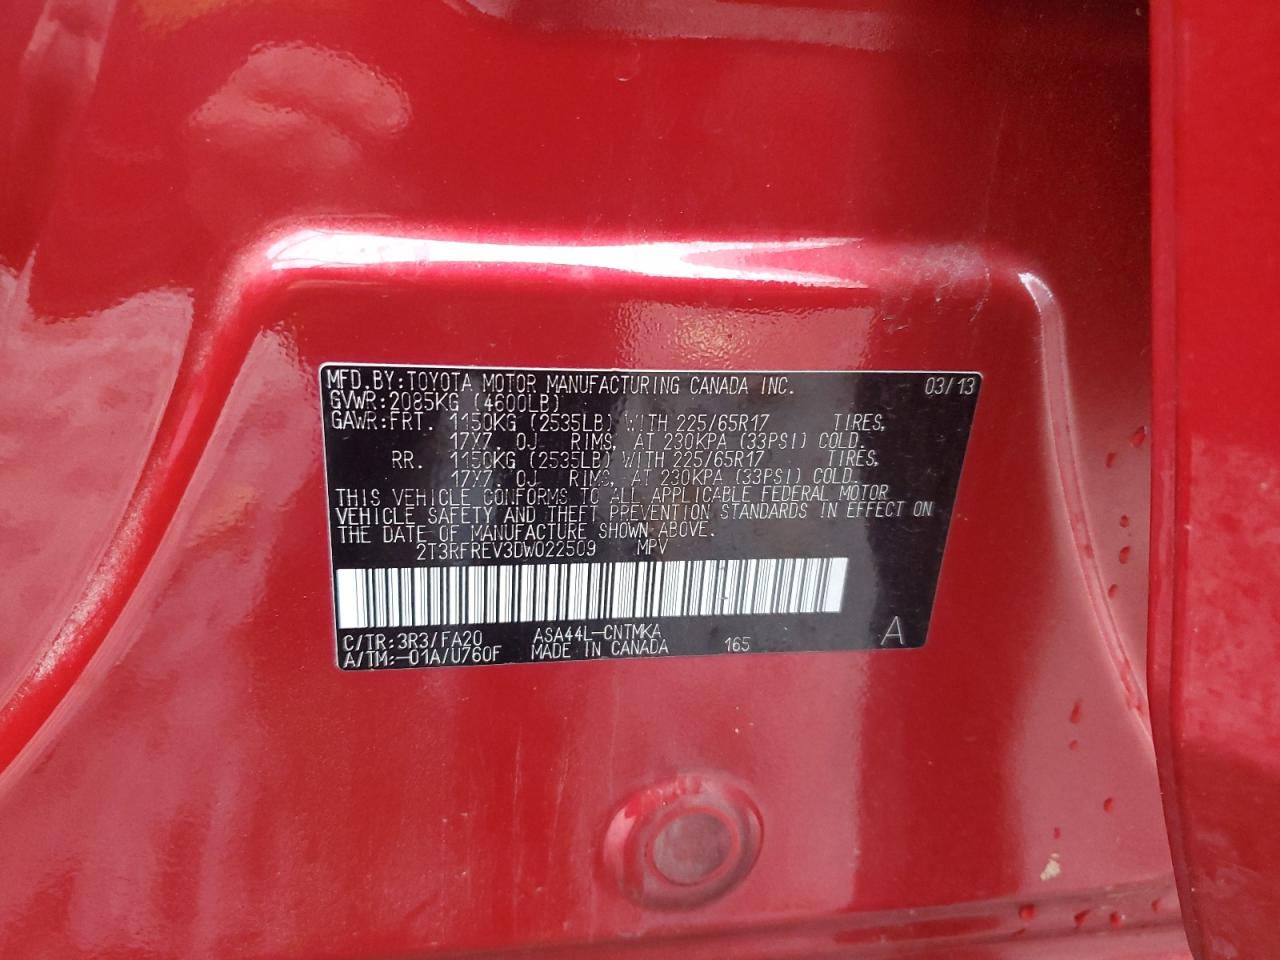 MFD.BY:TOYOTA MOTOR MANUFACTURING CANADA INC. 03/13
GVWR:2085KG (4600LB)
GAWR:FRT. 1150KG (2535LB) WITH 225/65R17 TIRES,
17X7.0J RIMS, AT 230KPA (33PSI) COLD.
RR. 1150KG (2535LB) WITH 225/65R17 TIRES,
17X7.0J RIMS, AT 230KPA (33PSI) COLD.
THIS VEHICLE CONFORMS TO ALL APPLICABLE FEDERAL MOTOR
VEHICLE SAFETY AND THEFT PREVENTION STANDARDS IN EFFECT ON
THE DATE OF MANUFACTURE SHOWN ABOVE.
2T3RFREV3DW022509 MPV
C/TR:3R3/FA20 ASA44L-CNTMKA 165 A
A/TM:-01A/U760F MADE IN CANADA